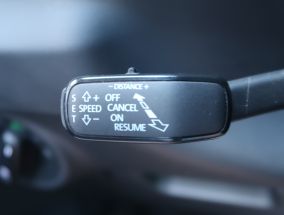 – DISTANCE +
S + OFF
E SPEED CANCEL
T – ON
RESUME